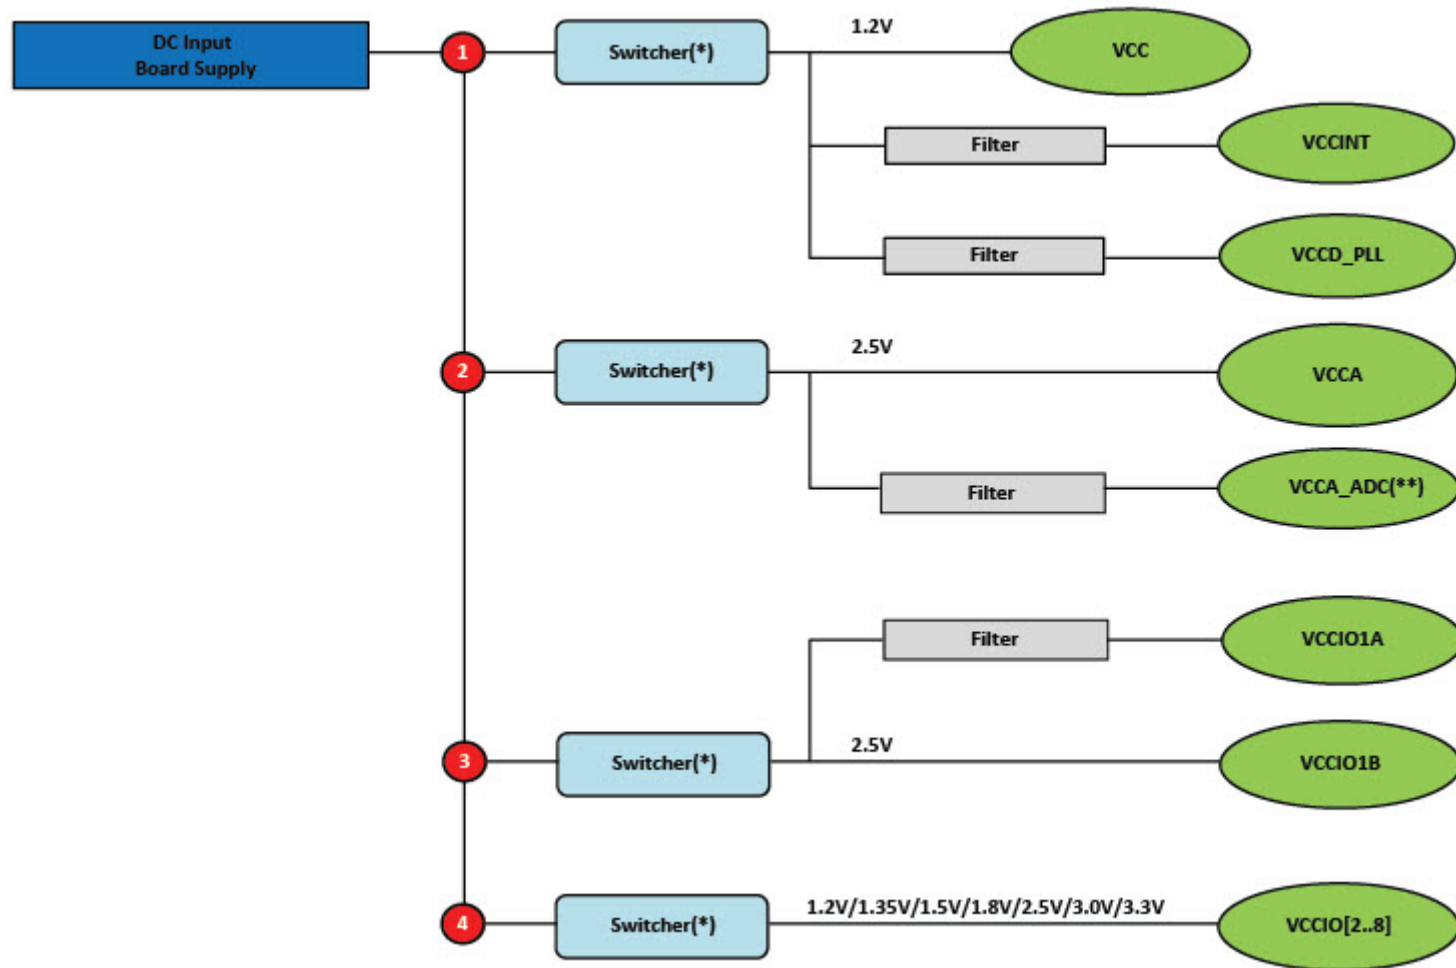 DC Input
Board Supply
1
Switcher(*)
1.2V
VCC
Filter
VCCINT
Filter
VCCD_PLL
2
Switcher(*)
2.5V
VCCA
Filter
VCCA_ADC(**)
Filter
VCCIO1A
3
Switcher(*)
2.5V
VCCIO1B
4
Switcher(*)
1.2V/1.35V/1.5V/1.8V/2.5V/3.0V/3.3V
VCCIO[2..8]